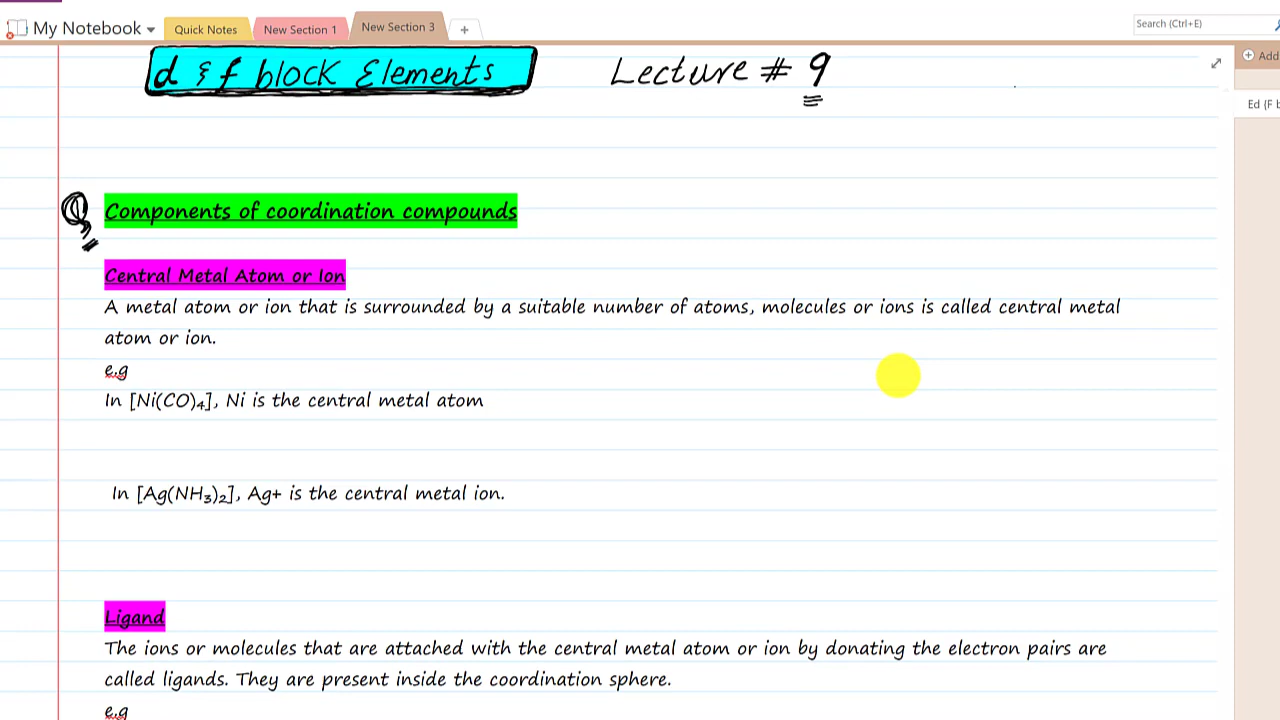 My Notebook
Quick Notes
New Section 1
New Section 3
+
Search (Ctrl+E)
d & f block Elements
Lecture # 9
Add
Ed (F b
Q
Components of coordination compounds
Central Metal Atom or Ion
A metal atom or ion that is surrounded by a suitable number of atoms, molecules or ions is called central metal
atom or ion.
e.g
In [Ni(CO)₄], Ni is the central metal atom
In [Ag(NH₃)₂], Ag+ is the central metal ion.
Ligand
The ions or molecules that are attached with the central metal atom or ion by donating the electron pairs are
called ligands. They are present inside the coordination sphere.
e.g